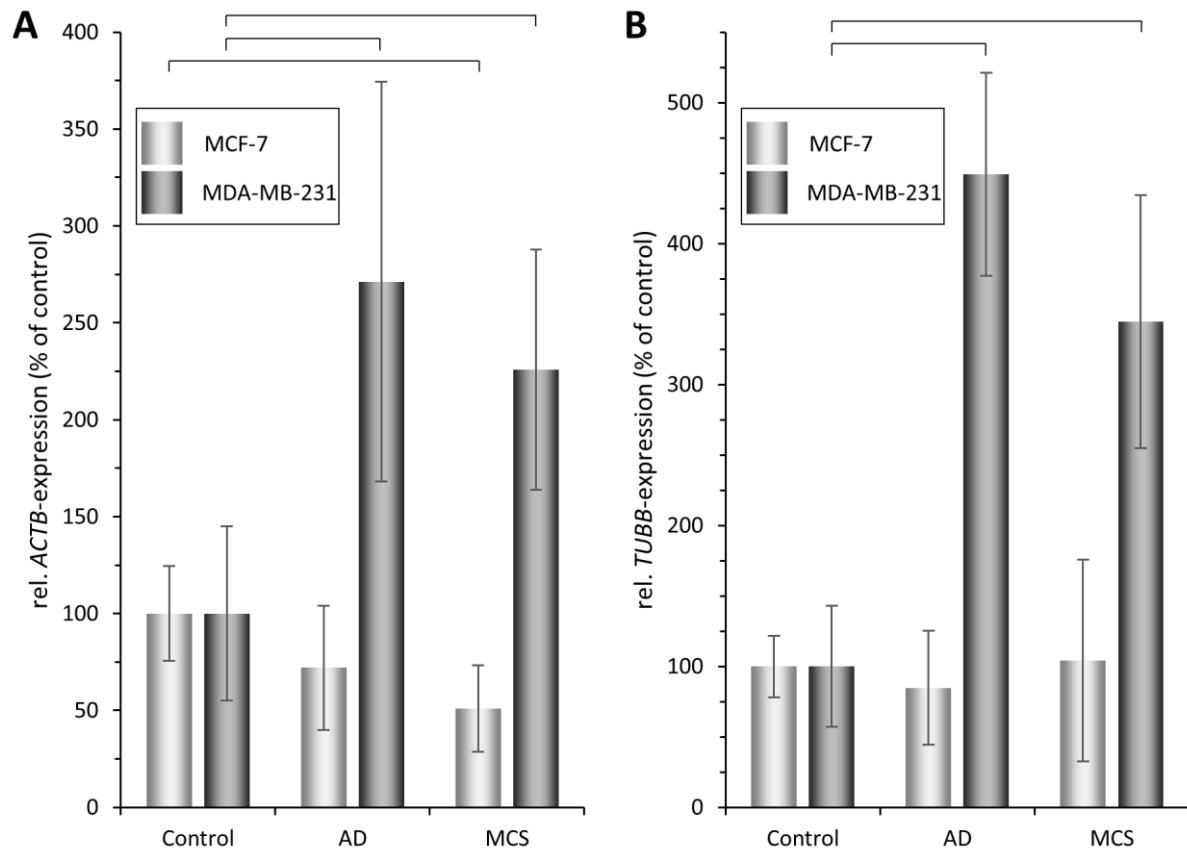 A
rel. ACTB-expression (% of control)
400
350
300
250
200
150
100
50
0
MCF-7
MDA-MB-231
Control
AD
MCS
B
rel. TUBB-expression (% of control)
500
400
300
200
100
0
MCF-7
MDA-MB-231
Control
AD
MCS